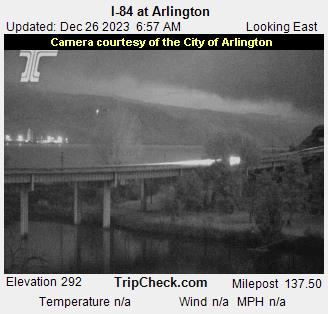 I-84 at Arlington
Updated: Dec 26 2023 6:57 AM Looking East
Camera courtesy of the City of Arlington
Elevation 292 TripCheck.com Milepost 137.50
Temperature n/a Wind n/a MPH n/a